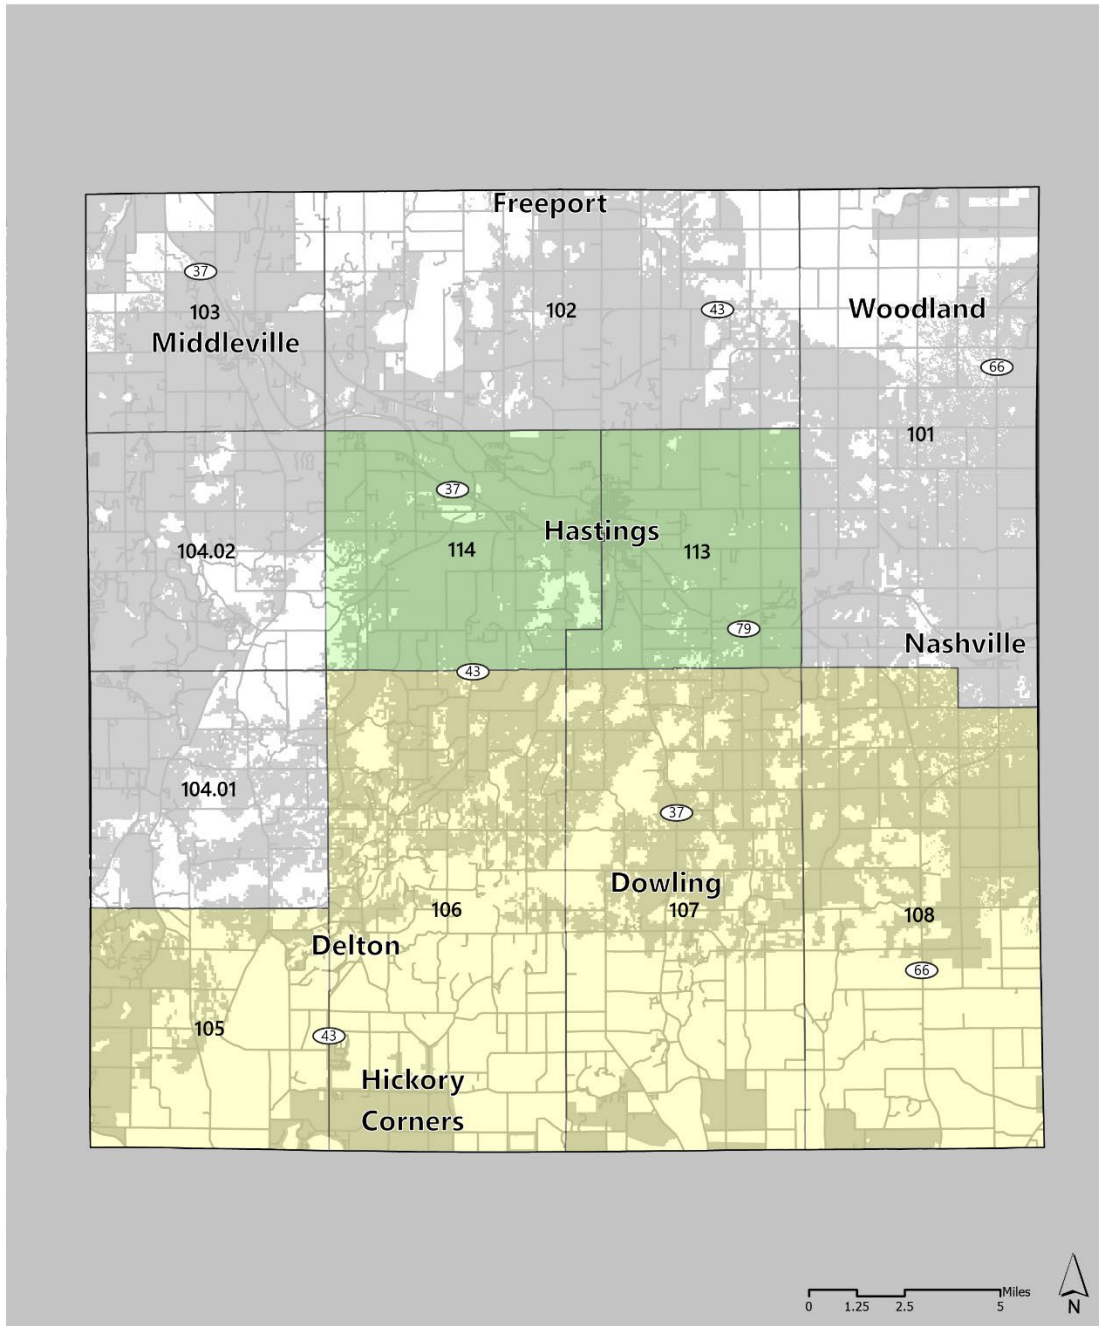 Freeport
37
103
102
43
Woodland
Middleville
66
101
37
Hastings
104.02
114
113
79
Nashville
43
104.01
37
Dowling
106
107
108
Delton
66
105
43
Hickory
Corners
Miles
0 1.25 2.5 5
N